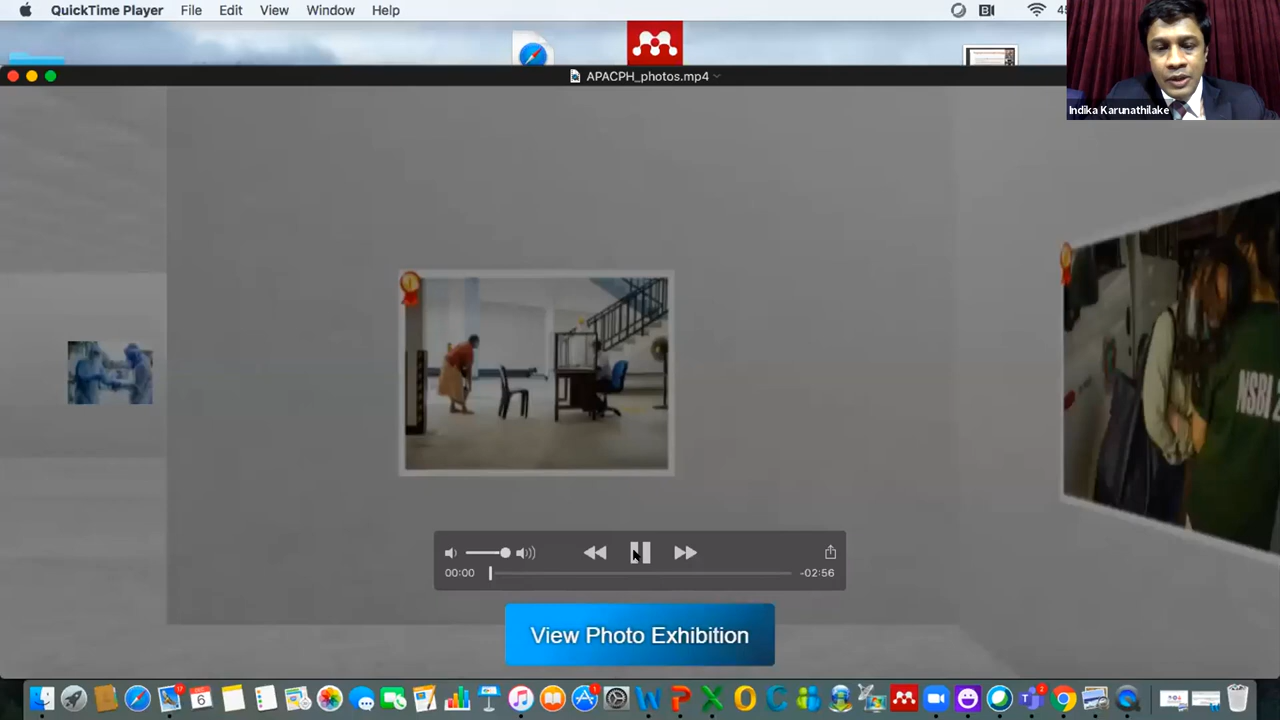 QuickTime Player File Edit View Window Help
APACPH_photos.mp4
Indika Karunathilake
NSBI
00:00 -02:56
View Photo Exhibition
6